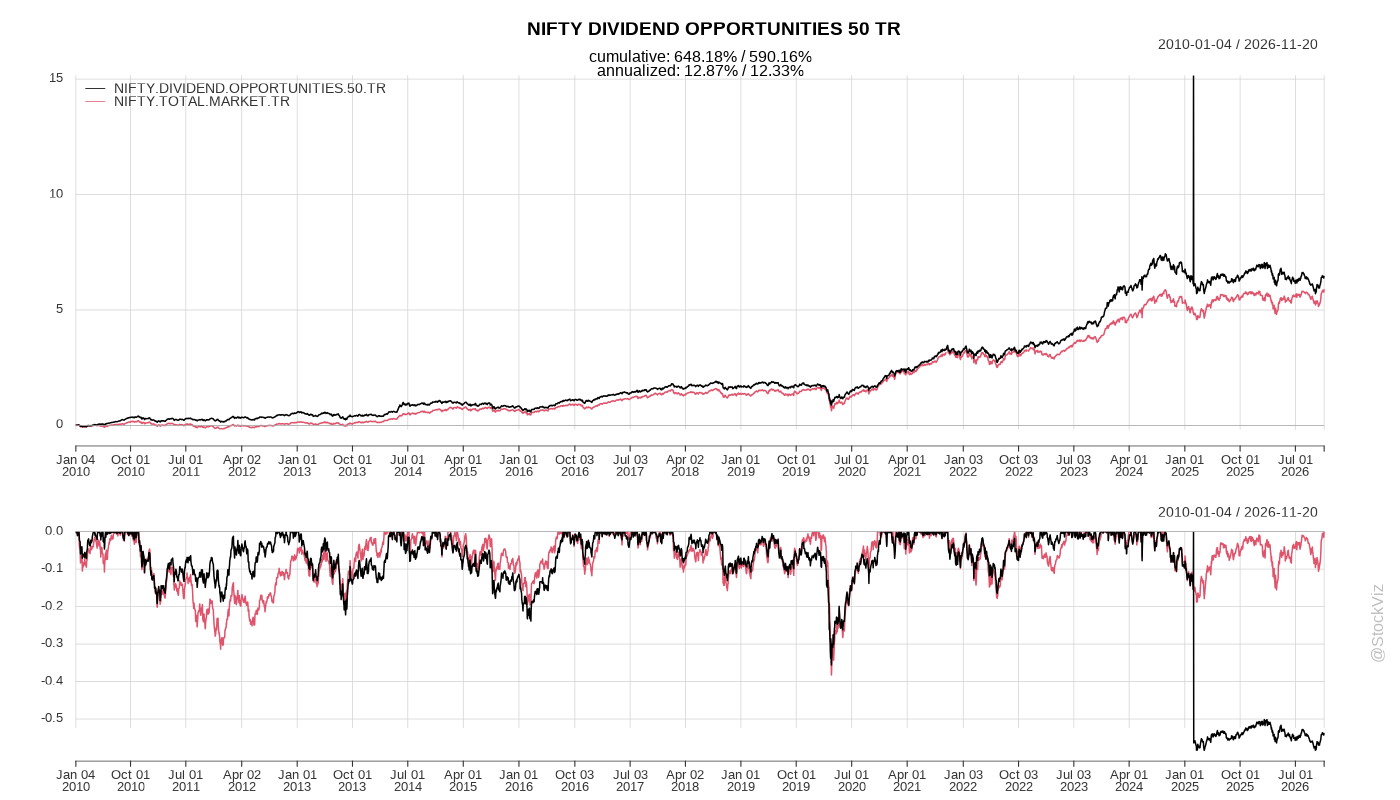 NIFTY DIVIDEND OPPORTUNITIES 50 TR
2010-01-04 / 2026-11-20
cumulative: 648.18% / 590.16%
annualized: 12.87% / 12.33%
NIFTY.DIVIDEND.OPPORTUNITIES.50.TR
NIFTY.TOTAL.MARKET.TR
15
10
5
0
Jan 04 Oct 01 Jul 01 Apr 02 Jan 01 Oct 01 Jul 01 Apr 01 Jan 01 Oct 03 Jul 03 Apr 02 Jan 01 Oct 01 Jul 01 Apr 01 Jan 03 Oct 03 Jul 03 Apr 01 Jan 01 Oct 01 Jul 01
2010 2010 2011 2012 2013 2013 2014 2015 2016 2016 2017 2018 2019 2019 2020 2021 2022 2022 2023 2024 2025 2025 2026
2010-01-04 / 2026-11-20
0.0
-0.1
-0.2
-0.3
-0.4
-0.5
Jan 04 Oct 01 Jul 01 Apr 02 Jan 01 Oct 01 Jul 01 Apr 01 Jan 01 Oct 03 Jul 03 Apr 02 Jan 01 Oct 01 Jul 01 Apr 01 Jan 03 Oct 03 Jul 03 Apr 01 Jan 01 Oct 01 Jul 01
2010 2010 2011 2012 2013 2013 2014 2015 2016 2016 2017 2018 2019 2019 2020 2021 2022 2022 2023 2024 2025 2025 2026
@StockViz